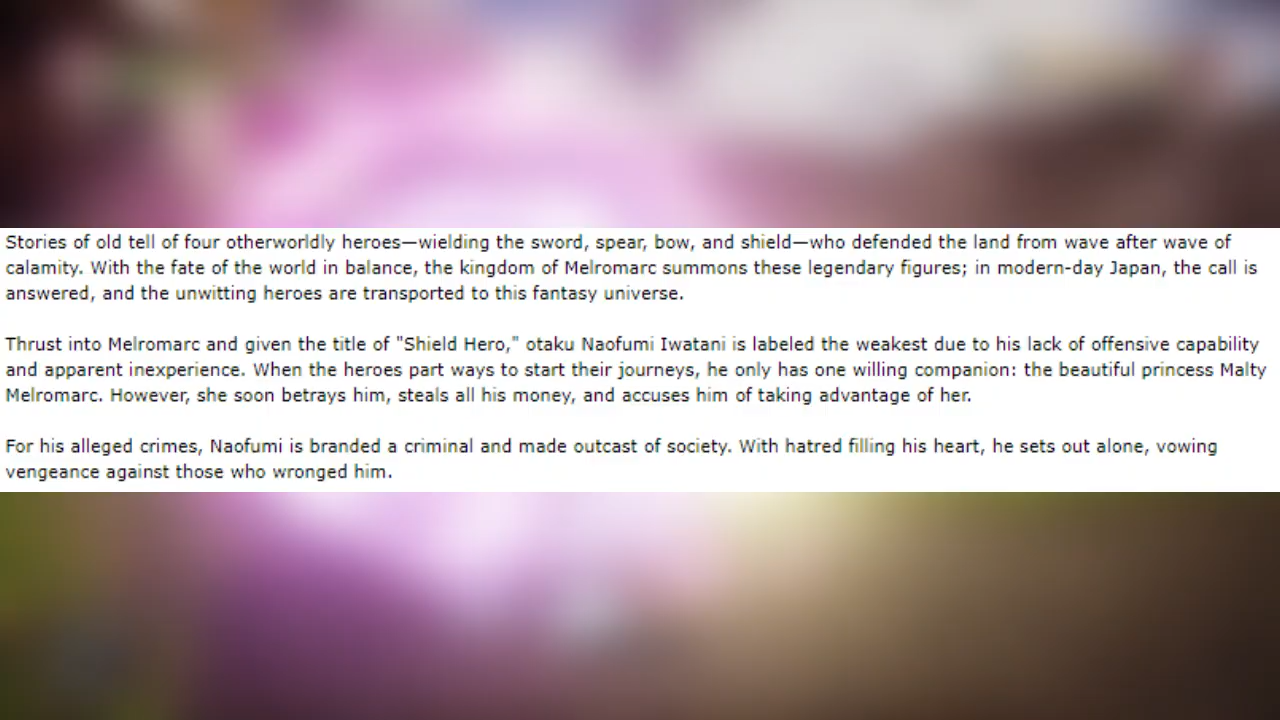 Stories of old tell of four otherworldly heroes—wielding the sword, spear, bow, and shield—who defended the land from wave after wave of
calamity. With the fate of the world in balance, the kingdom of Melromarc summons these legendary figures; in modern-day Japan, the call is
answered, and the unwitting heroes are transported to this fantasy universe.
Thrust into Melromarc and given the title of "Shield Hero," otaku Naofumi Iwatani is labeled the weakest due to his lack of offensive capability
and apparent inexperience. When the heroes part ways to start their journeys, he only has one willing companion: the beautiful princess Malty
Melromarc. However, she soon betrays him, steals all his money, and accuses him of taking advantage of her.
For his alleged crimes, Naofumi is branded a criminal and made outcast of society. With hatred filling his heart, he sets out alone, vowing
vengeance against those who wronged him.